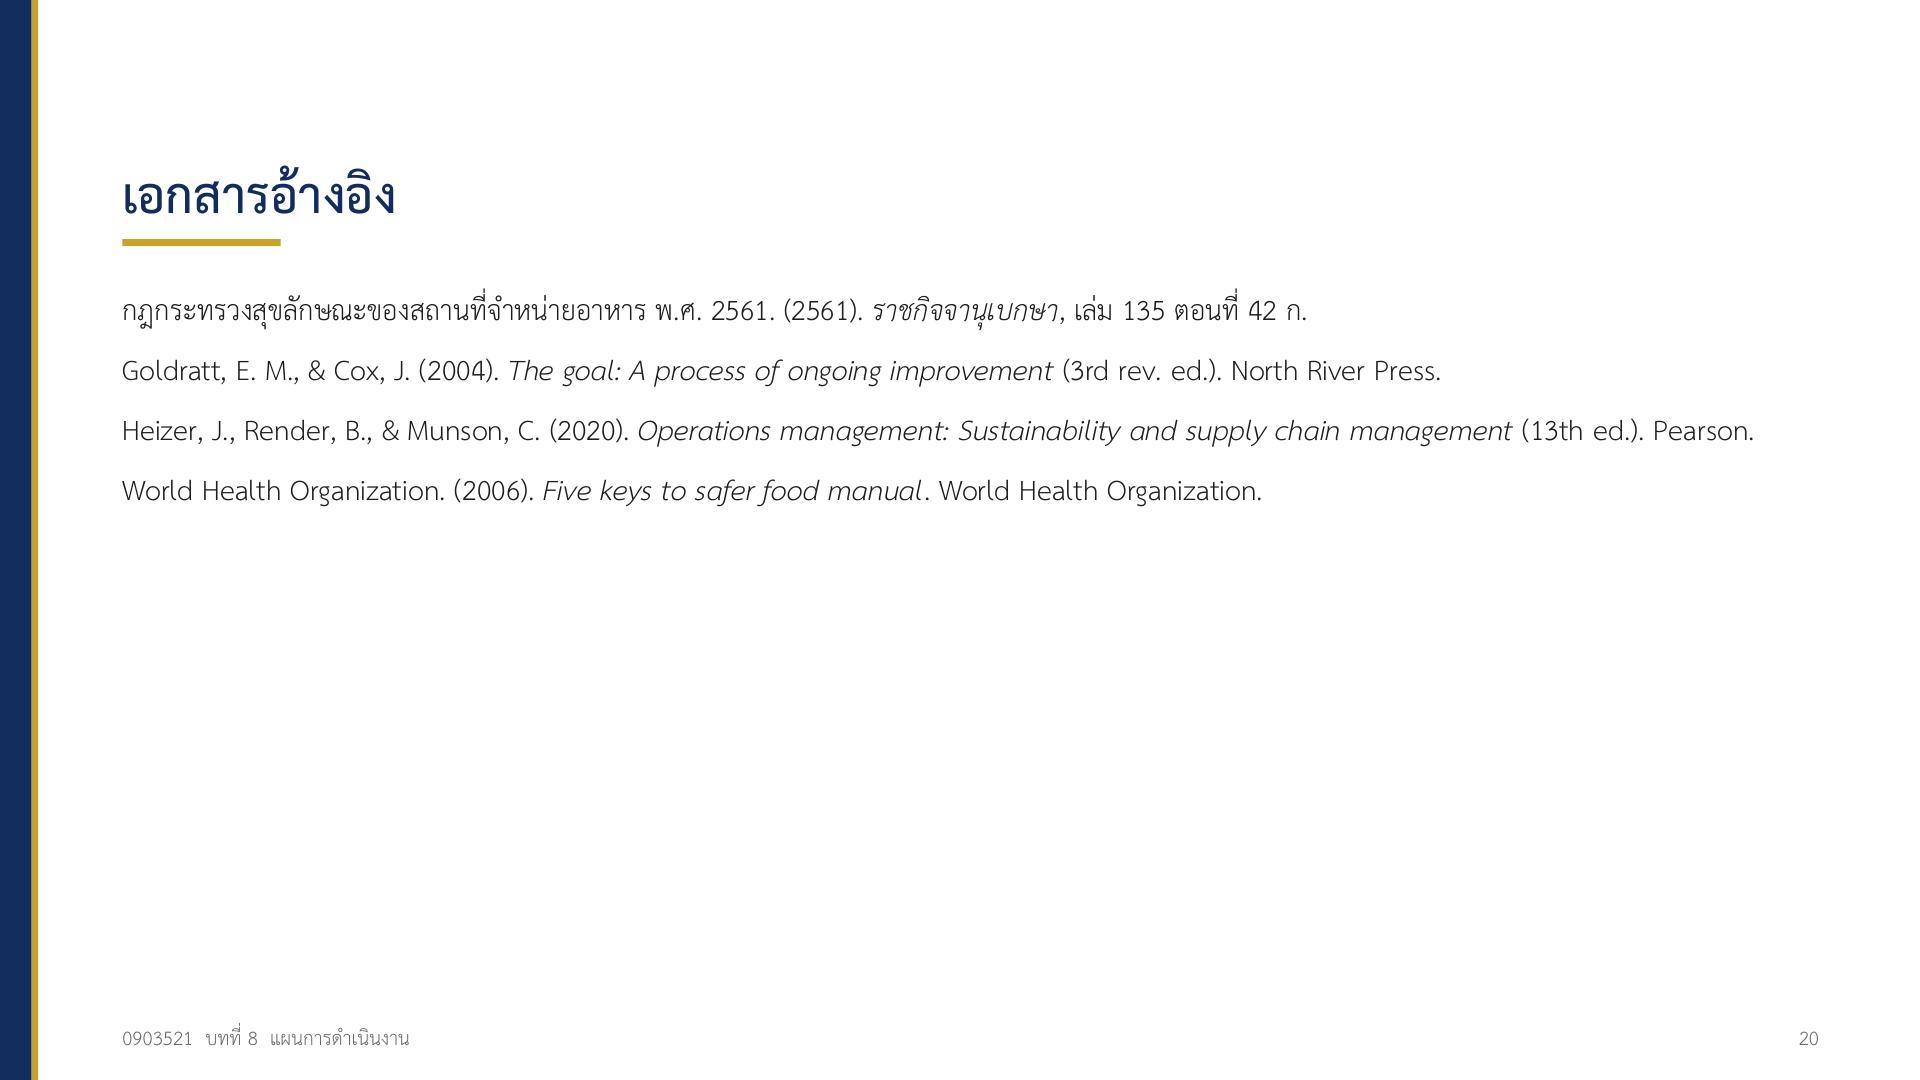 เอกสารอ้างอิง
กฎกระทรวงสุขลักษณะของสถานที่จำหน่ายอาหาร พ.ศ. 2561. (2561). ราชกิจจานุเบกษา, เล่ม 135 ตอนที่ 42 ก.
Goldratt, E. M., & Cox, J. (2004). The goal: A process of ongoing improvement (3rd rev. ed.). North River Press.
Heizer, J., Render, B., & Munson, C. (2020). Operations management: Sustainability and supply chain management (13th ed.). Pearson.
World Health Organization. (2006). Five keys to safer food manual. World Health Organization.
0903521 บทที่ 8 แผนการดำเนินงาน
20